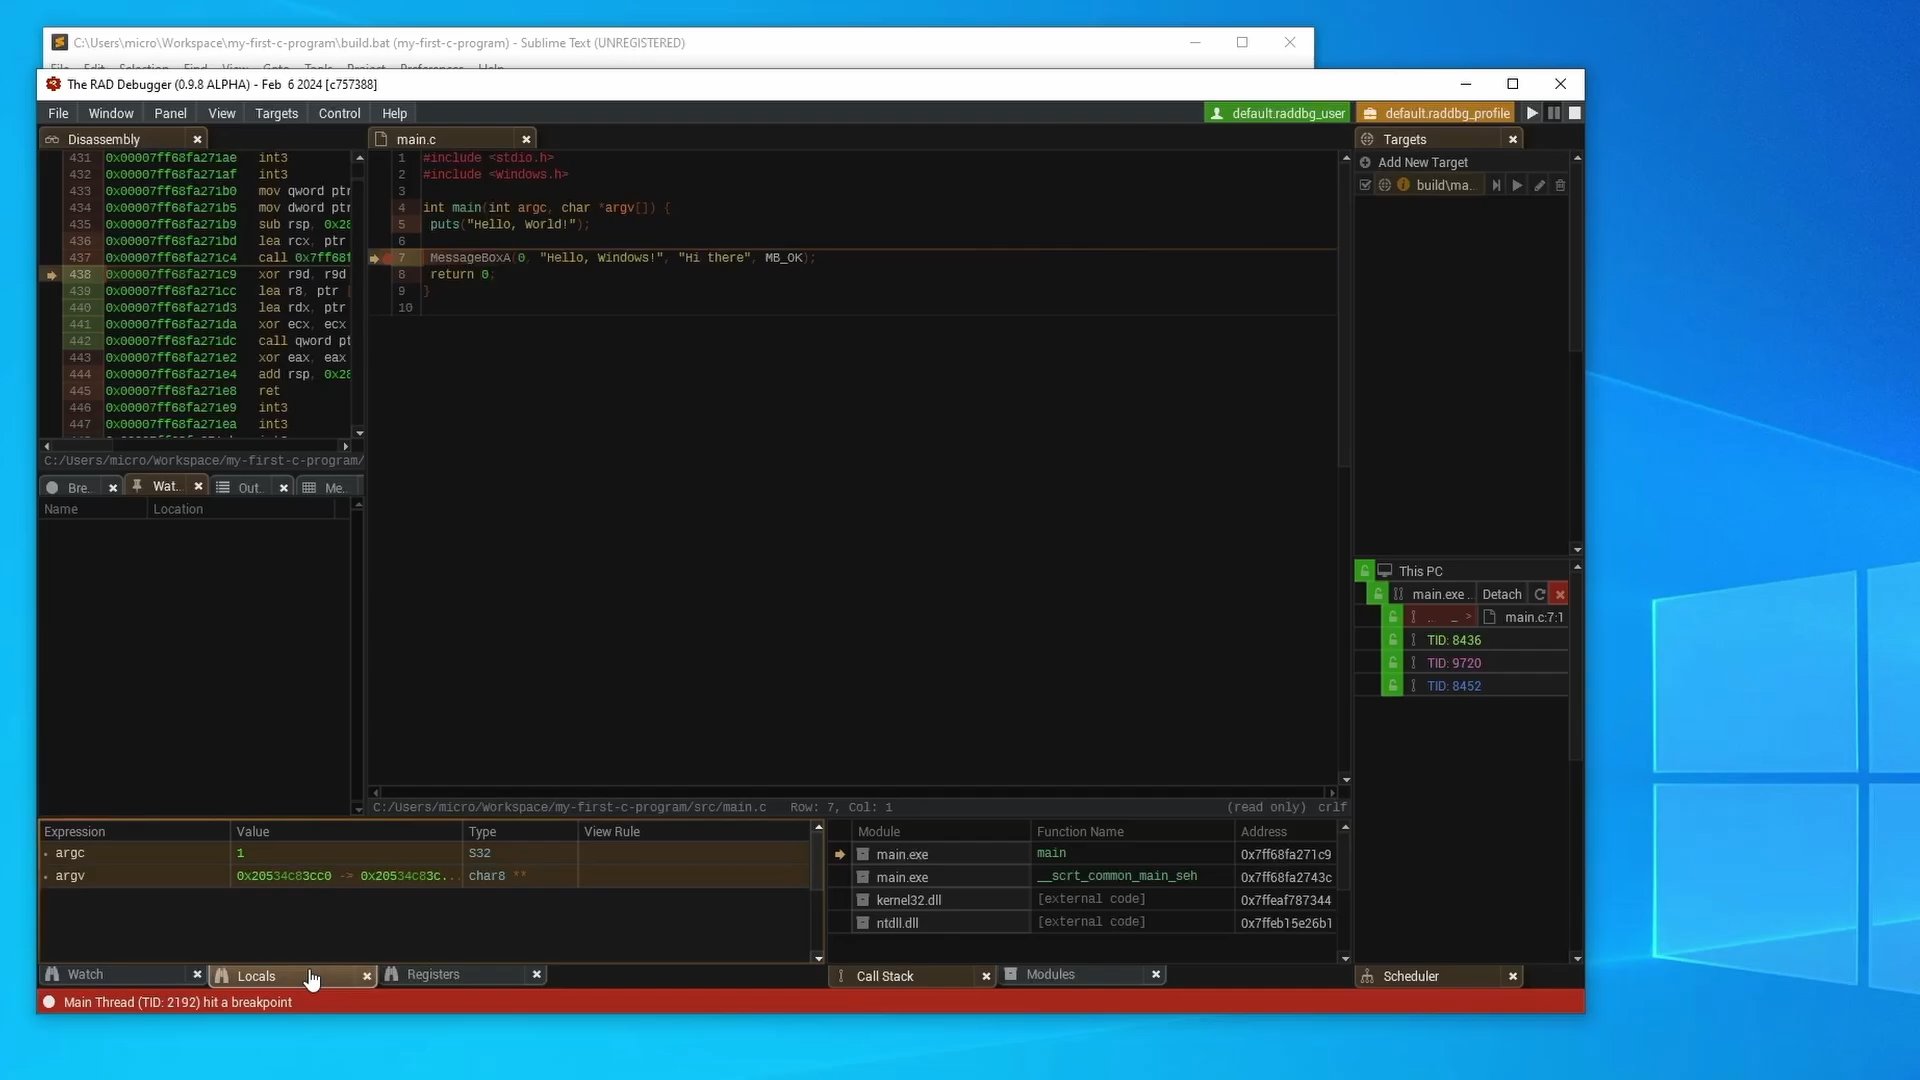 C:\Users\micro\Workspace\my-first-c-program\build.bat (my-first-c-program) - Sublime Text (UNREGISTERED)
File Edit Selection Find View Goto Tools Project Preferences Help
The RAD Debugger (0.9.8 ALPHA) - Feb 6 2024 [c757388]
File Window Panel View Targets Control Help default.raddbg_user default.raddbg_profile
Disassembly
431 0x00007ff68fa271ae int3
432 0x00007ff68fa271af int3
433 0x00007ff68fa271b0 mov qword ptr
434 0x00007ff68fa271b5 mov dword ptr
435 0x00007ff68fa271b9 sub rsp, 0x28
436 0x00007ff68fa271bd lea rcx, ptr
437 0x00007ff68fa271c4 call 0x7ff68f
438 0x00007ff68fa271c9 xor r9d, r9d
439 0x00007ff68fa271cc lea r8, ptr [
440 0x00007ff68fa271d3 lea rdx, ptr
441 0x00007ff68fa271da xor ecx, ecx
442 0x00007ff68fa271dc call qword pt
443 0x00007ff68fa271e2 xor eax, eax
444 0x00007ff68fa271e4 add rsp, 0x28
445 0x00007ff68fa271e8 ret
446 0x00007ff68fa271e9 int3
447 0x00007ff68fa271ea int3
C:/Users/micro/Workspace/my-first-c-program/
main.c
1 #include <stdio.h>
2 #include <windows.h>
3
4 int main(int argc, char *argv[]) {
5 puts("Hello, World!");
6
7 MessageBoxA(0, "Hello, Windows!", "Hi there", MB_OK);
8 return 0;
9 }
10
C:/Users/micro/Workspace/my-first-c-program/src/main.c Row: 7, Col: 1 (read only) crlf
Targets
Add New Target
build\ma...
Bre.. Wat.. Out.. Me..
Name Location
This PC
main.exe .. Detach
.. _ > main.c:7:1
TID: 8436
TID: 9720
TID: 8452
Scheduler
Expression Value Type View Rule
argc 1 S32
argv 0x20534c83cc0 -> 0x20534c83c... char8 **
Watch Locals Registers
Module Function Name Address
main.exe main 0x7ff68fa271c9
main.exe __scrt_common_main_seh 0x7ff68fa2743c
kernel32.dll [external code] 0x7ffeaf787344
ntdll.dll [external code] 0x7ffeb15e26b1
Call Stack Modules
Main Thread (TID: 2192) hit a breakpoint